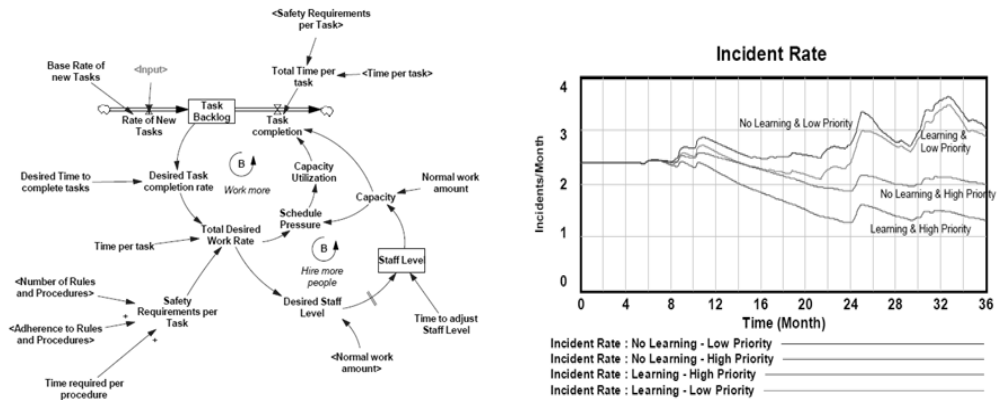 <Safety Requirements
per Task>
Base Rate of
new Tasks
<Input>
Total Time per
task
<Time per task>
Task
Backlog
Rate of New
Tasks
Task
completion
B
Work more
Capacity
Utilization
Desired Time to
complete tasks
Desired Task
completion rate
Normal work
amount
Capacity
Schedule
Pressure
Time per task
Total Desired
Work Rate
B
Hire more
people
Staff Level
<Number of Rules
and Procedures>
Safety
Requirements per
Task
Desired Staff
Level
Time to adjust
Staff Level
+
<Adherence to Rules
and Procedures>
+
<Normal work
amount>
Time required per
procedure
Incident Rate
4
3
2
1
0
Incidents/Month
No Learning & Low Priority
Learning &
Low Priority
No Learning & High Priority
Learning & High Priority
0 4 8 12 16 20 24 28 32 36
Time (Month)
Incident Rate : No Learning - Low Priority
Incident Rate : No Learning - High Priority
Incident Rate : Learning - High Priority
Incident Rate : Learning - Low Priority